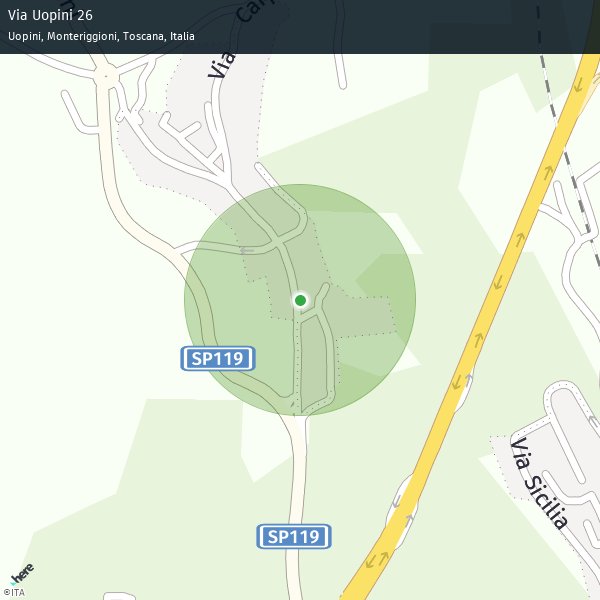 Via Uopini 26
Uopini, Monteriggioni, Toscana, Italia
SP119
Via Sicilia
SP119
here
©ITA